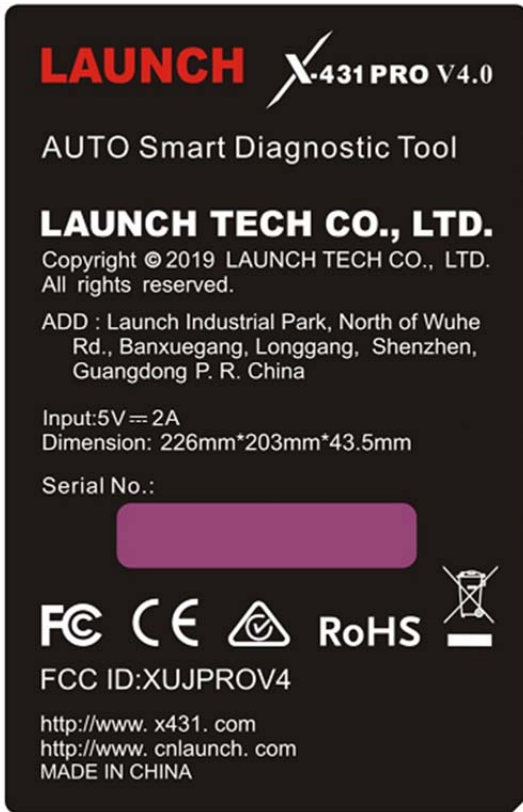 LAUNCH X-431 PRO V4.0
AUTO Smart Diagnostic Tool
LAUNCH TECH CO., LTD.
Copyright © 2019 LAUNCH TECH CO., LTD.
All rights reserved.
ADD : Launch Industrial Park, North of Wuhe
Rd., Banxuegang, Longgang, Shenzhen,
Guangdong P. R. China
Input:5V⎓2A
Dimension: 226mm*203mm*43.5mm
Serial No.:
FC CE RoHS
FCC ID:XUJPROV4
http://www. x431. com
http://www. cnlaunch. com
MADE IN CHINA